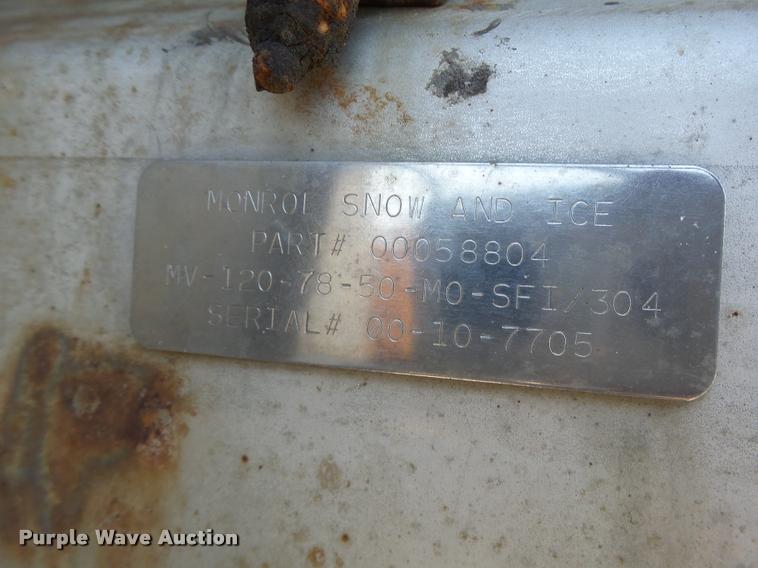 MONROE SNOW AND ICE
PART# 00058804
MV-120-78-50-MO-SFI/304
SERIAL# 00-10-7705
Purple Wave Auction